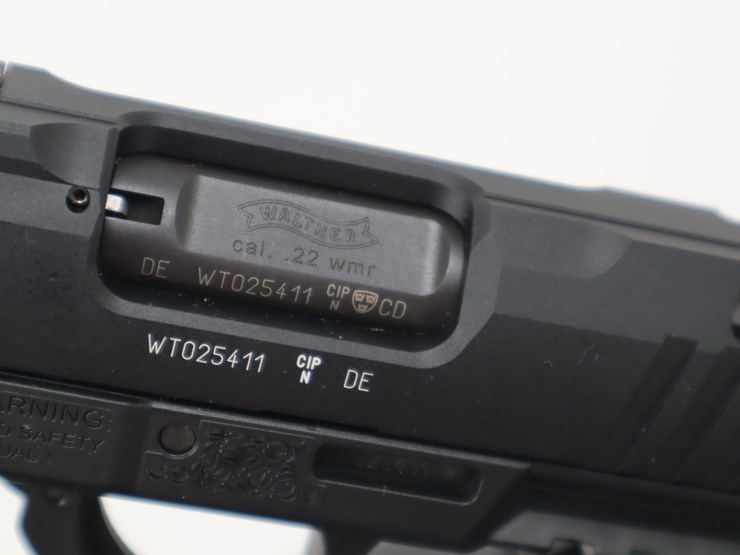 WALTHER
cal. .22 wmr
DE WT025411 CIP N CD
WT025411 CIP N DE
ARNING:
D SAFETY
UAL!